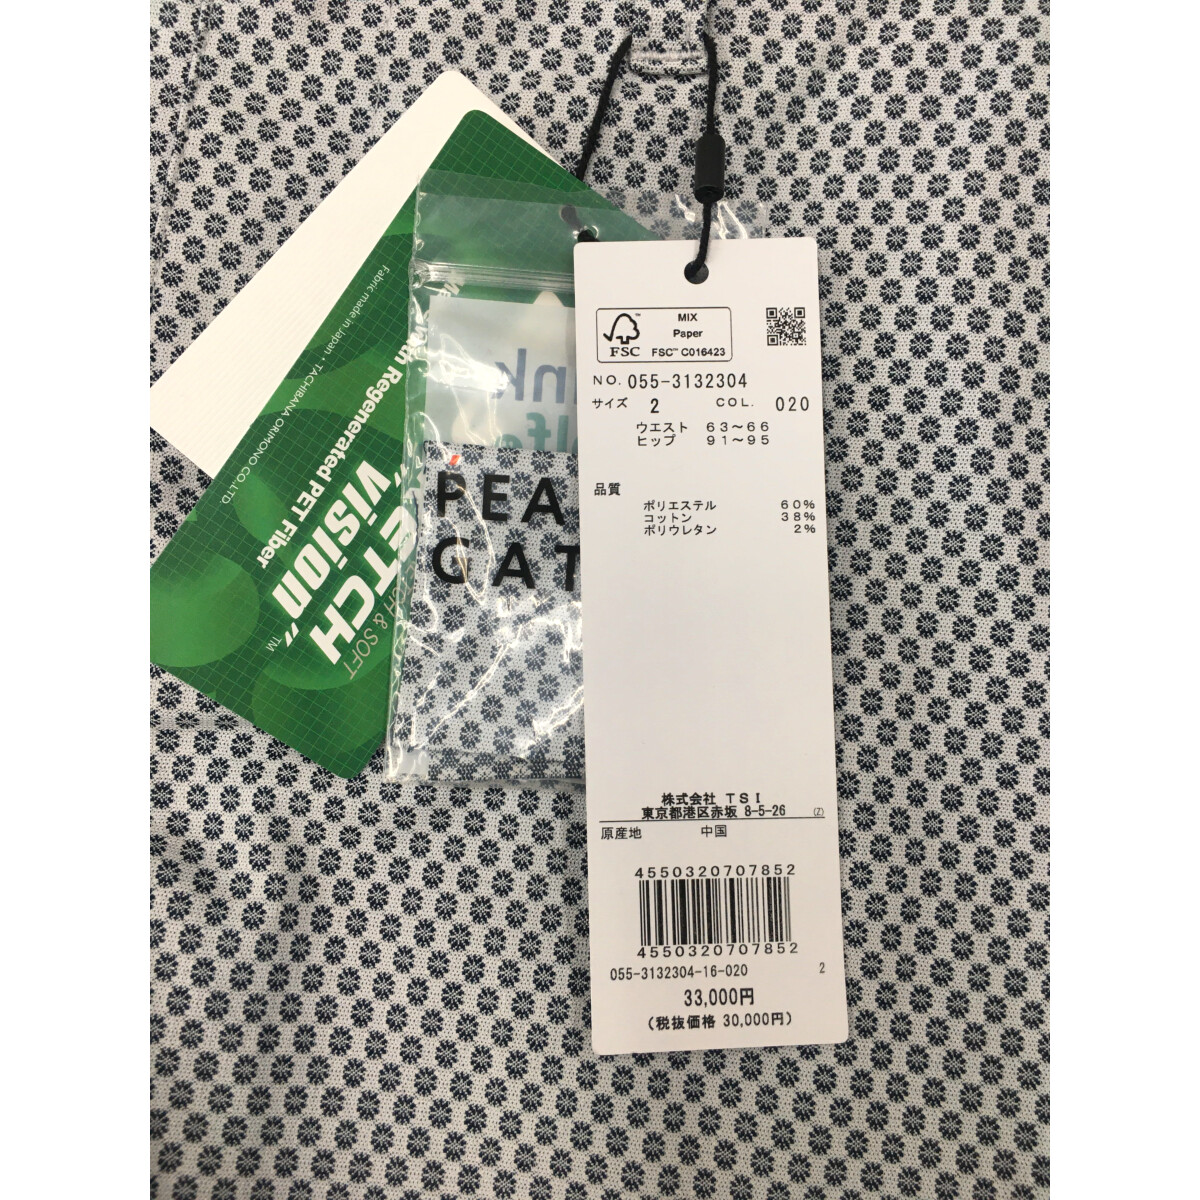 MIX
Paper
FSC
FSC™ C016423
NO. 055-3132304
サイズ 2 COL. 020
ウエスト 63～66
ヒップ 91～95
品質
ポリエステル 60%
コットン 38%
ポリウレタン 2%
株式会社 TSI
東京都港区赤坂 8-5-26 (Z)
原産地 中国
4550320707852
4550320707852
055-3132304-16-020 2
33,000円
(税抜価格 30,000円)
PEA
GAT
Fabric made in Japan • TACHIBANA ORIMONO CO.,LTD.
Regenerated PET Fiber
"vision"™
ETCH
& SOFT